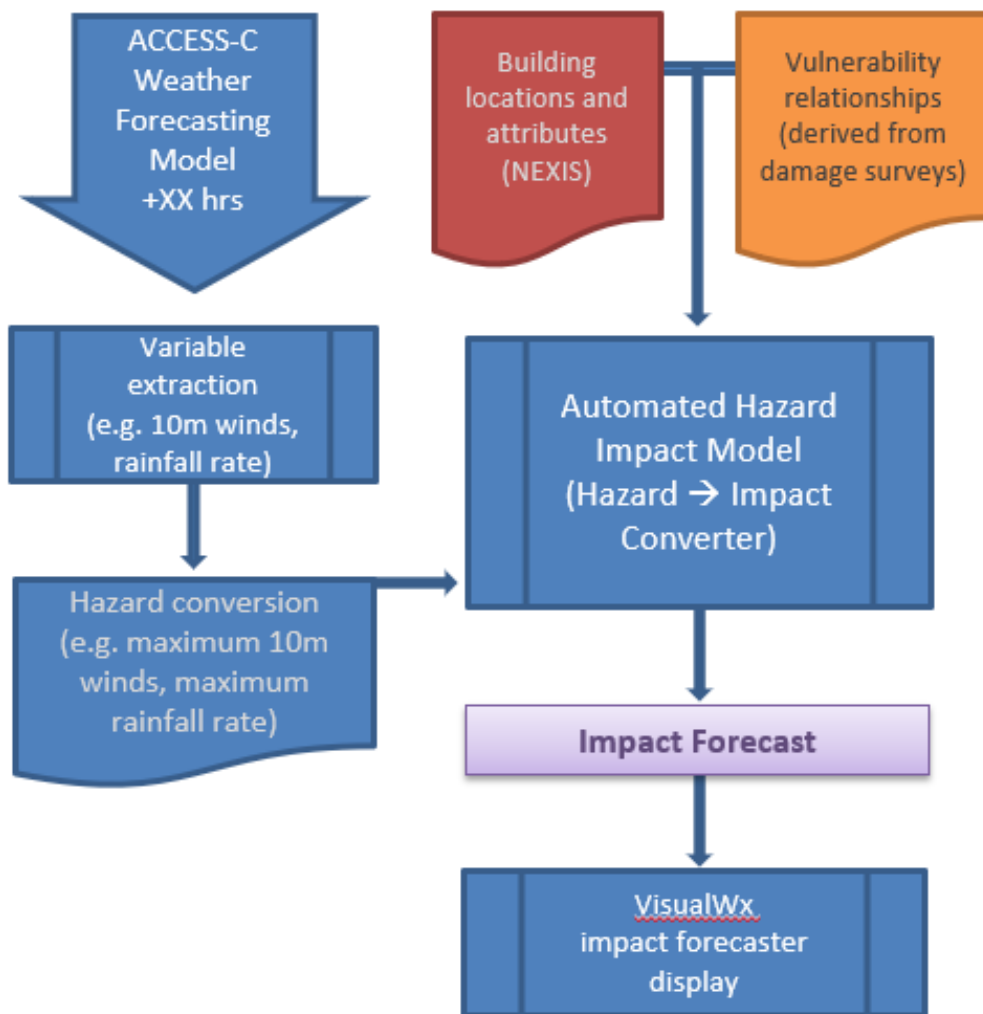 ACCESS-C
Weather
Forecasting
Model
+XX hrs
Building
locations and
attributes
(NEXIS)
Vulnerability
relationships
(derived from
damage surveys)
Variable
extraction
(e.g. 10m winds,
rainfall rate)
Automated Hazard
Impact Model
(Hazard → Impact
Converter)
Hazard conversion
(e.g. maximum 10m
winds, maximum
rainfall rate)
Impact Forecast
VisualWx
impact forecaster
display